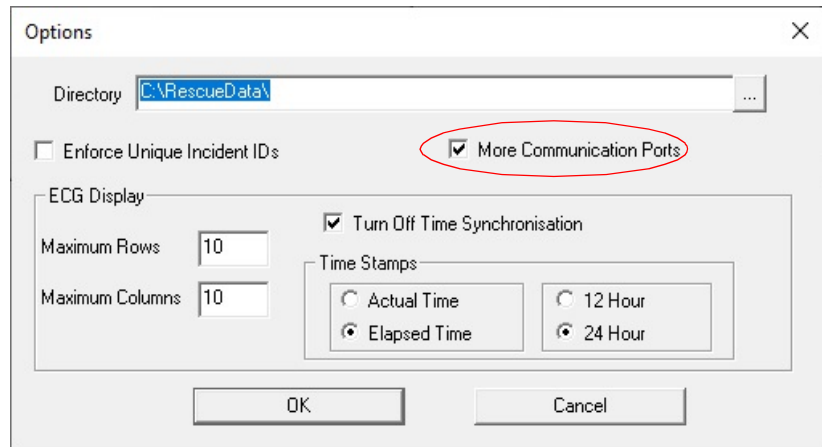 Options
Directory C:\RescueData\ ...
Enforce Unique Incident IDs More Communication Ports
ECG Display
Turn Off Time Synchronisation
Maximum Rows 10
Time Stamps
Maximum Columns 10
Actual Time 12 Hour
Elapsed Time 24 Hour
OK Cancel